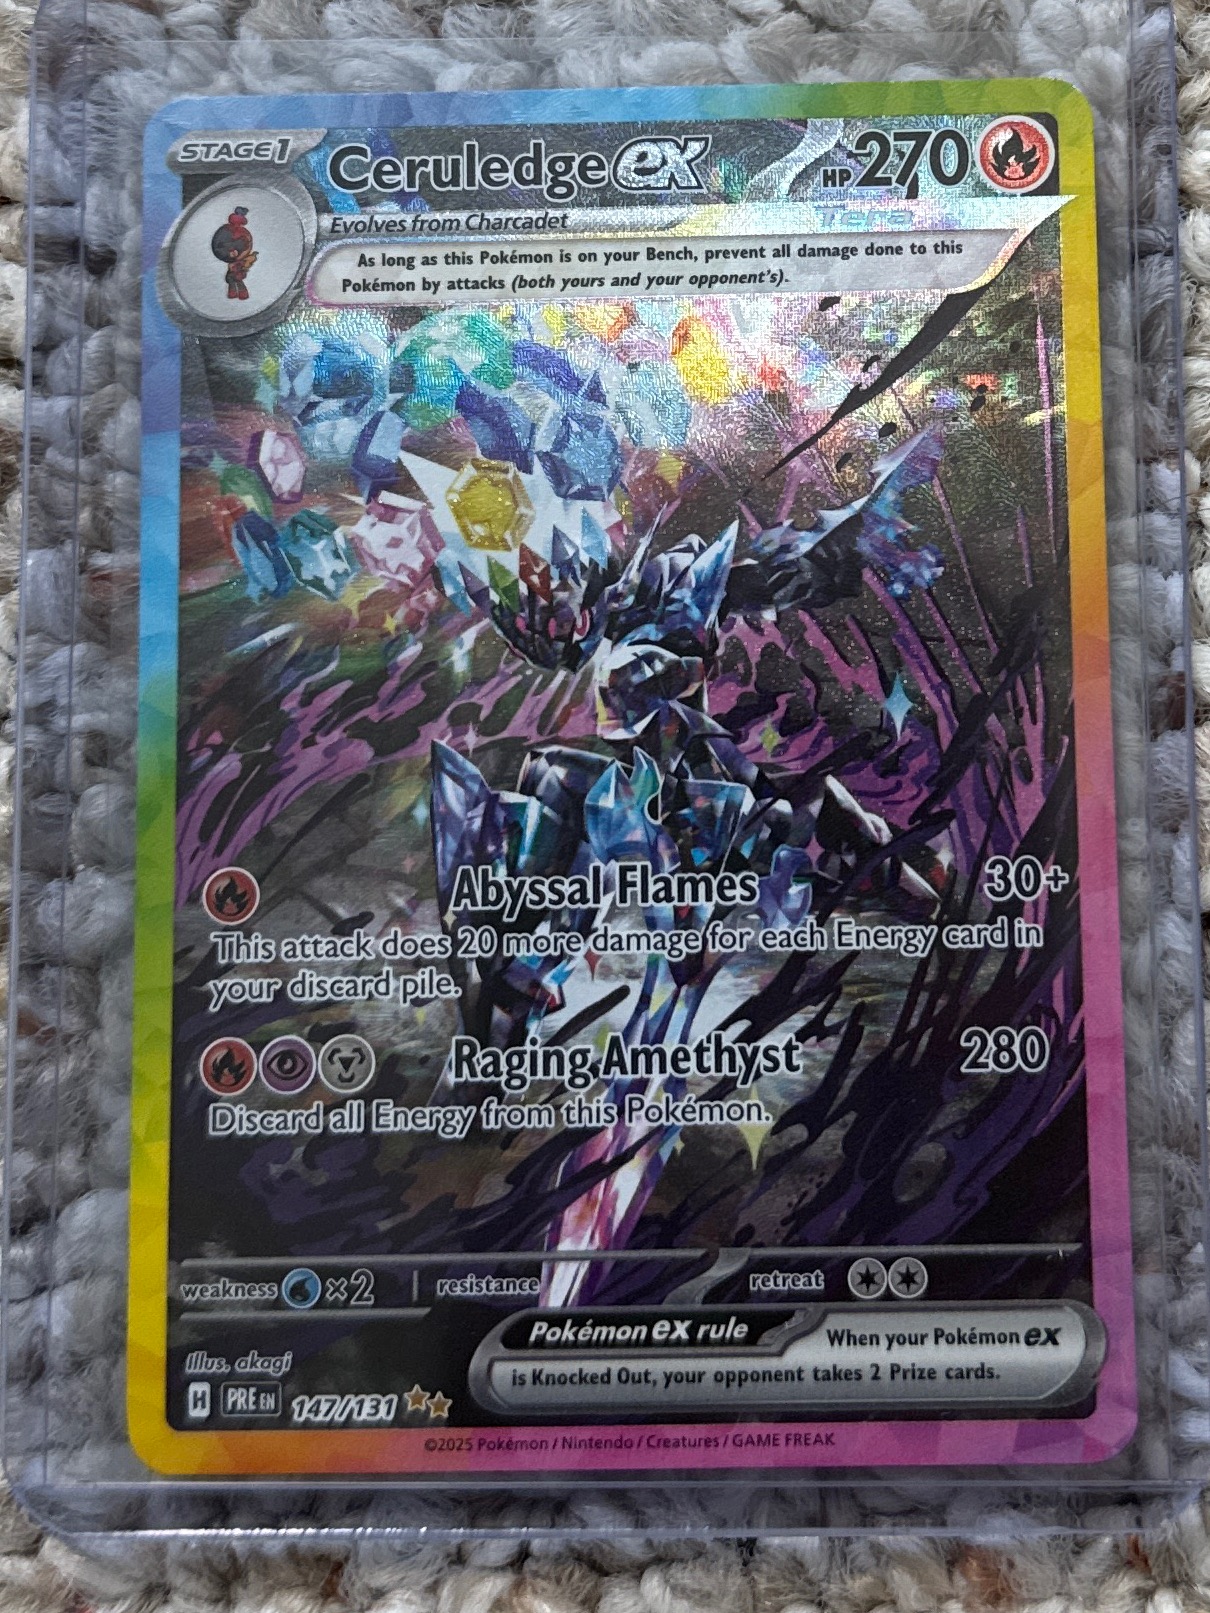 STAGE1
Ceruledge ex HP 270
Evolves from Charcadet Tera
As long as this Pokémon is on your Bench, prevent all damage done to this
Pokémon by attacks (both yours and your opponent's).
Abyssal Flames 30+
This attack does 20 more damage for each Energy card in
your discard pile.
Raging Amethyst 280
Discard all Energy from this Pokémon.
weakness ×2 resistance retreat
Pokémon ex rule When your Pokémon ex
is Knocked Out, your opponent takes 2 Prize cards.
Illus. akagi
H PRE EN 147/131
©2025 Pokémon / Nintendo / Creatures / GAME FREAK